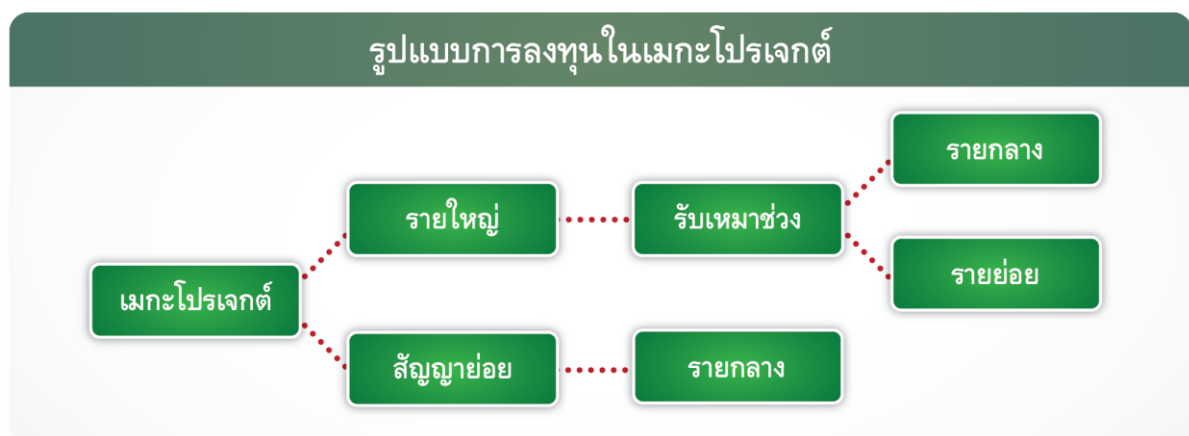 รูปแบบการลงทุนในเมกะโปรเจกต์
รายกลาง
รายใหญ่
รับเหมาช่วง
รายย่อย
เมกะโปรเจกต์
สัญญาย่อย
รายกลาง